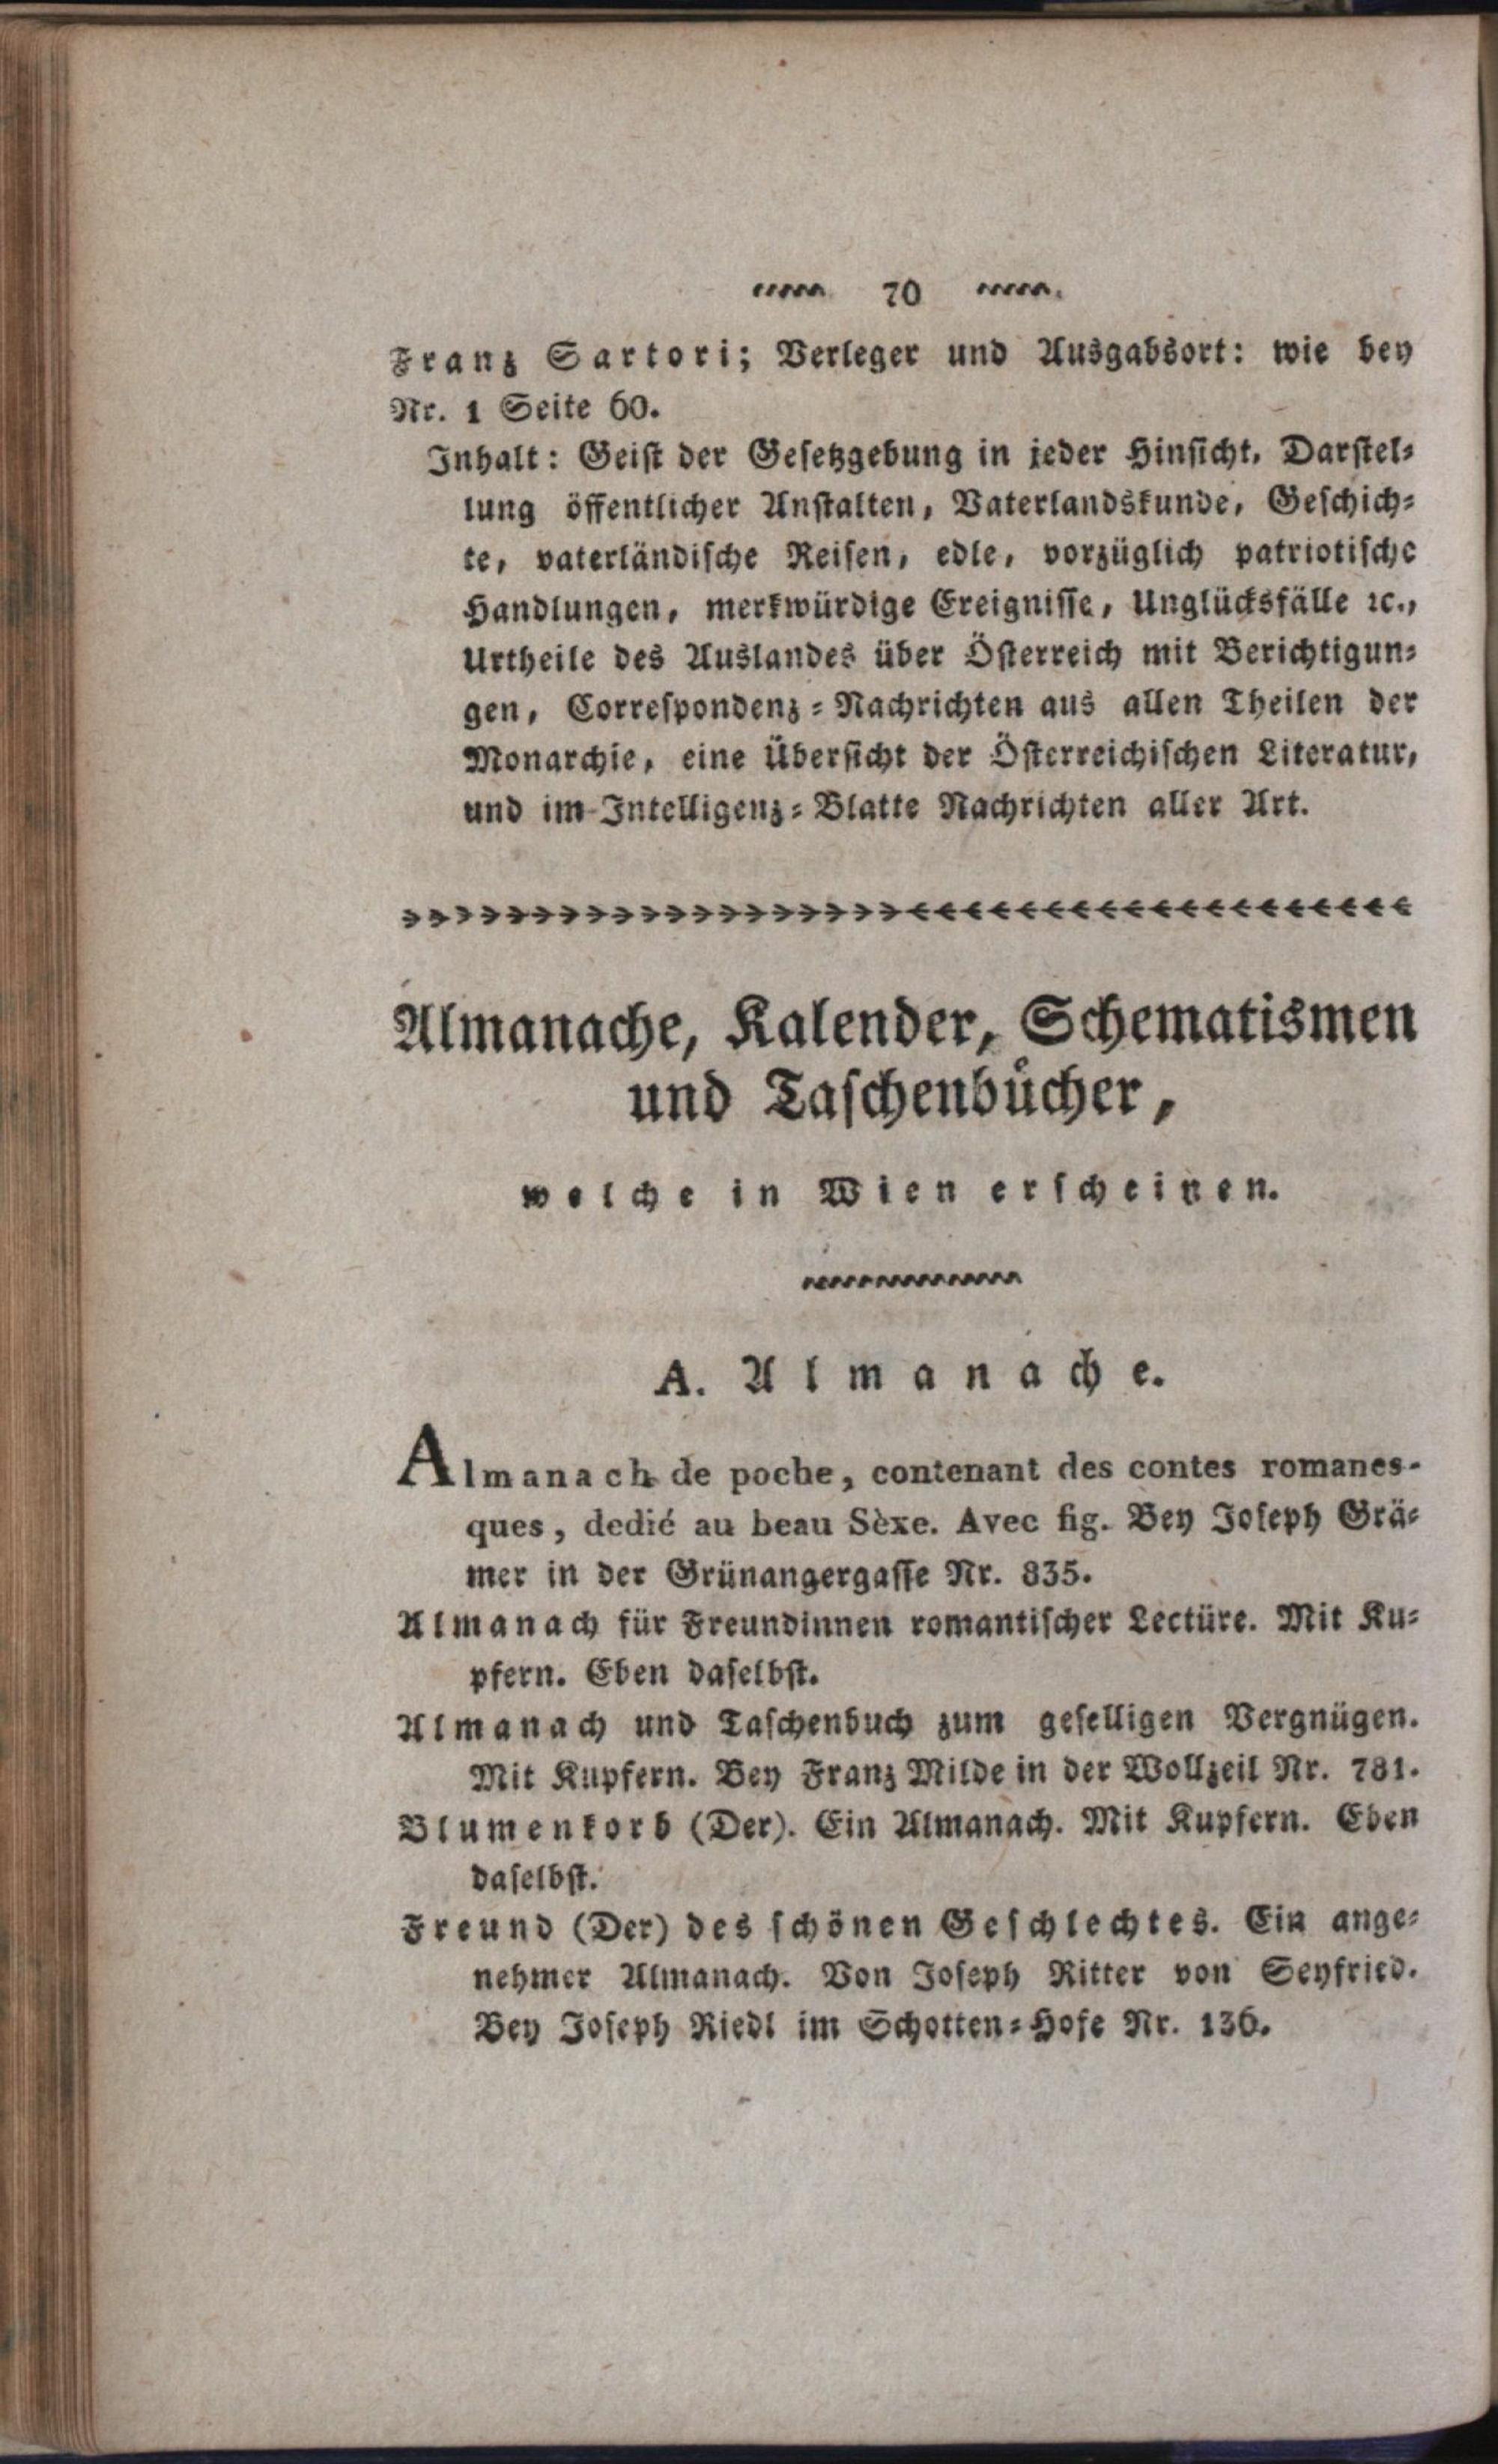 70
Franz Sartori; Verleger und Ausgabsort: wie bey
Nr. 1 Seite 60.
Inhalt: Geist der Gesetzgebung in jeder Hinsicht, Darstel-
lung öffentlicher Anstalten, Vaterlandskunde, Geschich-
te, vaterländische Reisen, edle, vorzüglich patriotische
Handlungen, merkwürdige Ereignisse, Unglücksfälle ꝛc.,
Urtheile des Auslandes über Österreich mit Berichtigun-
gen, Correspondenz-Nachrichten aus allen Theilen der
Monarchie, eine Übersicht der Österreichischen Literatur,
und im Intelligenz-Blatte Nachrichten aller Art.
Almanache, Kalender, Schematismen
und Taschenbücher,
welche in Wien erscheinen.
A. Almanache.
Almanach de poche, contenant des contes romanes-
ques, dedié au beau Sèxe. Avec fig. Bey Joseph Grä-
mer in der Grünangergasse Nr. 835.
Almanach für Freundinnen romantischer Lectüre. Mit Ku-
pfern. Eben daselbst.
Almanach und Taschenbuch zum geselligen Vergnügen.
Mit Kupfern. Bey Franz Milde in der Wollzeil Nr. 781.
Blumenkorb (Der). Ein Almanach. Mit Kupfern. Eben
daselbst.
Freund (Der) des schönen Geschlechtes. Ein ange-
nehmer Almanach. Von Joseph Ritter von Seyfried.
Bey Joseph Riedl im Schotten-Hofe Nr. 136.